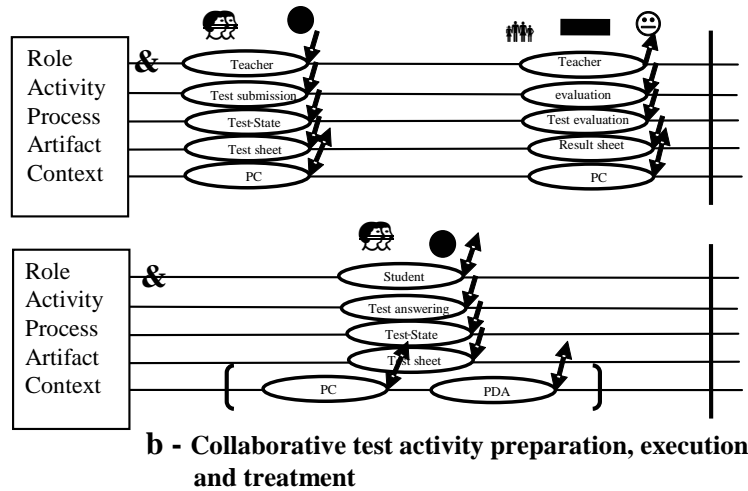 Role & Teacher Teacher
Activity Test submission evaluation
Process Test-State Test evaluation
Artifact Test sheet Result sheet
Context PC PC
Role & Student
Activity Test answering
Process Test-State
Artifact Test sheet
Context PC PDA
b - Collaborative test activity preparation, execution
and treatment